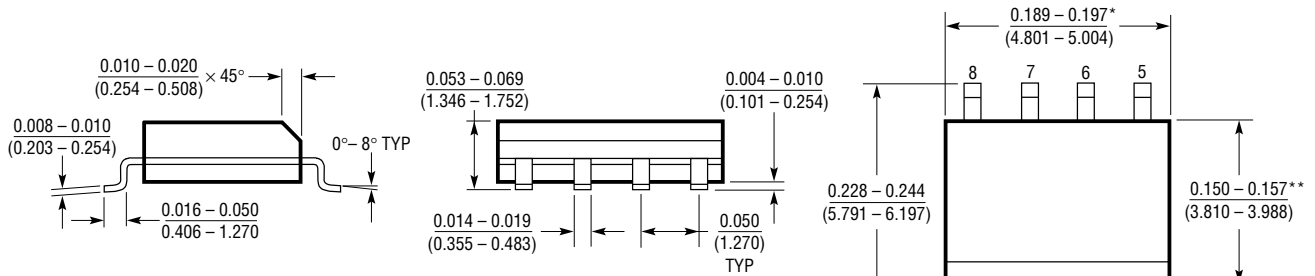 0.010 – 0.020
(0.254 – 0.508)
× 45°
0.008 – 0.010
(0.203 – 0.254)
0°– 8° TYP
0.016 – 0.050
0.406 – 1.270
0.053 – 0.069
(1.346 – 1.752)
0.004 – 0.010
(0.101 – 0.254)
0.014 – 0.019
(0.355 – 0.483)
0.050
(1.270)
TYP
0.189 – 0.197*
(4.801 – 5.004)
8 7 6 5
0.228 – 0.244
(5.791 – 6.197)
0.150 – 0.157**
(3.810 – 3.988)